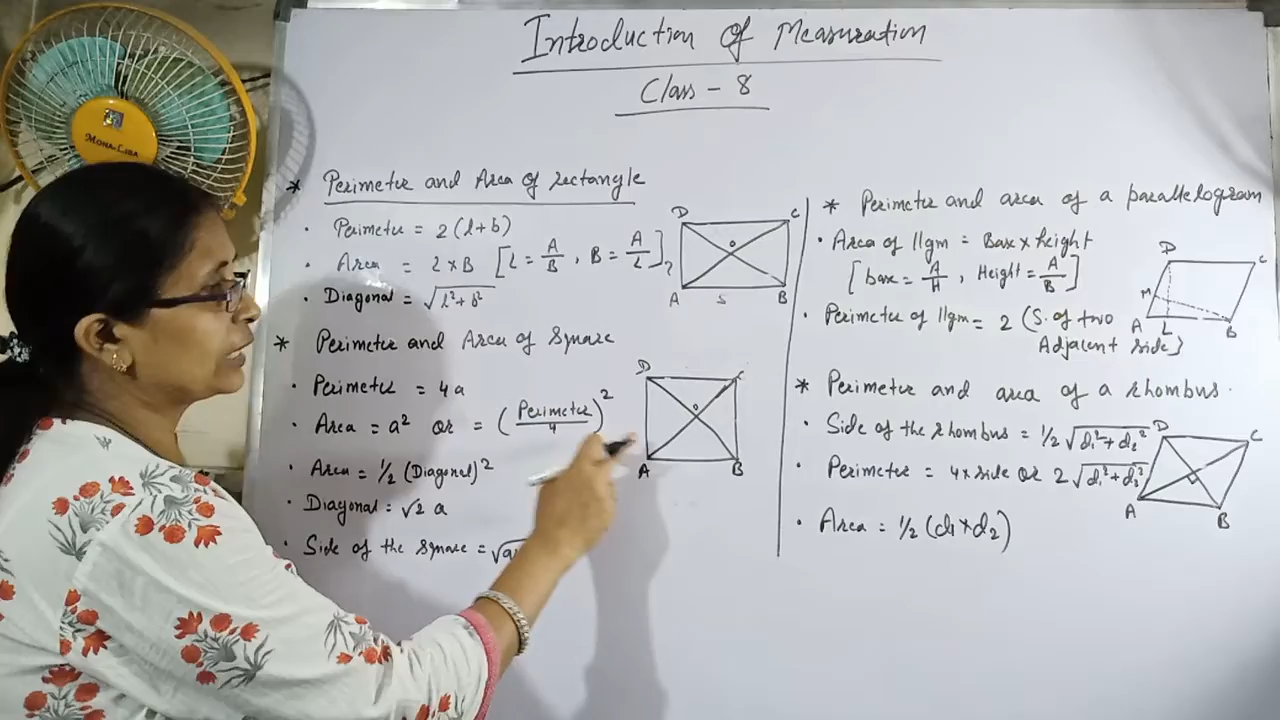 Introduction of Measuration
Class - 8
MONA-LISA
* Perimeter and Area of rectangle
· Perimeter = 2(l+b)
· Area = L×B [L = A/B , B = A/L]
· Diagonal = √l²+b²
D C
O
A S B
* Perimeter and Area of Square
· Perimeter = 4a
· Area = a² or = (Perimeter/4)²
· Area = 1/2 (Diagonal)²
· Diagonal = √2 a
· Side of the square =
D C
O
A B
* Perimeter and area of a parallelogram
· Area of llgm = Base × height
[base = A/H , Height = A/B]
· Perimeter of llgm = 2 (S. of two
Adjacent side)
D C
M
A L B
* Perimeter and area of a rhombus.
· Side of the rhombus = 1/2 √d₁²+d₂²
· Perimeter = 4×side or 2√d₁²+d₂²
· Area = 1/2 (d1×d2)
D C
A B